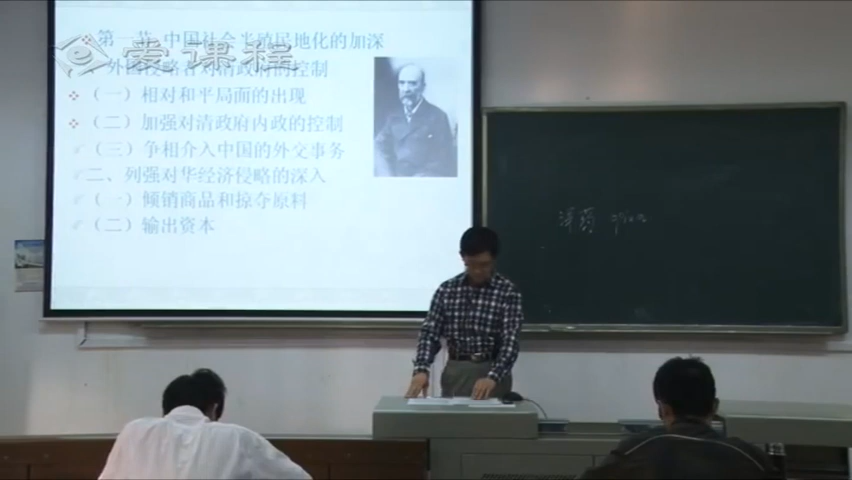 爱课程
第一节 中国社会半殖民地化的加深
一、外国侵略者对清政府的控制
（一）相对和平局面的出现
（二）加强对清政府内政的控制
（三）争相介入中国的外交事务
二、列强对华经济侵略的深入
（一）倾销商品和掠夺原料
（二）输出资本
洋药